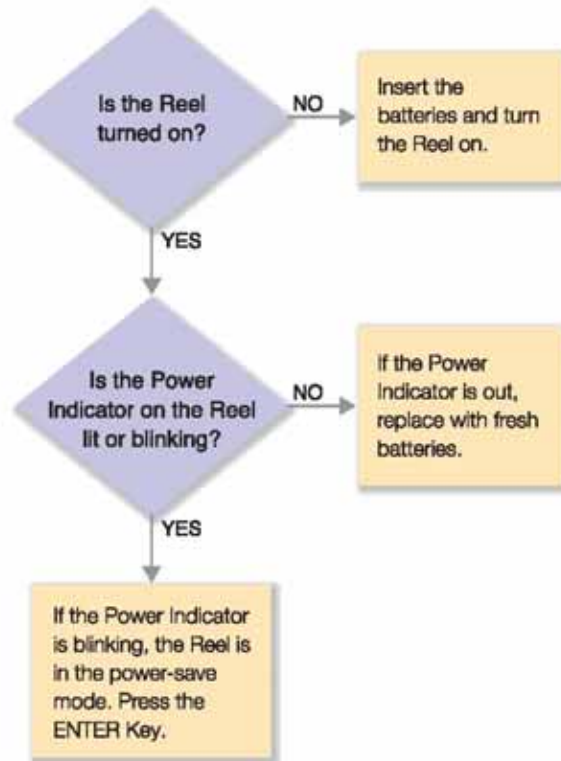 Is the Reel
turned on?
NO
Insert the
batteries and turn
the Reel on.
YES
Is the Power
Indicator on the Reel
lit or blinking?
NO
If the Power
Indicator is out,
replace with fresh
batteries.
YES
If the Power Indicator
is blinking, the Reel is
in the power-save
mode. Press the
ENTER Key.